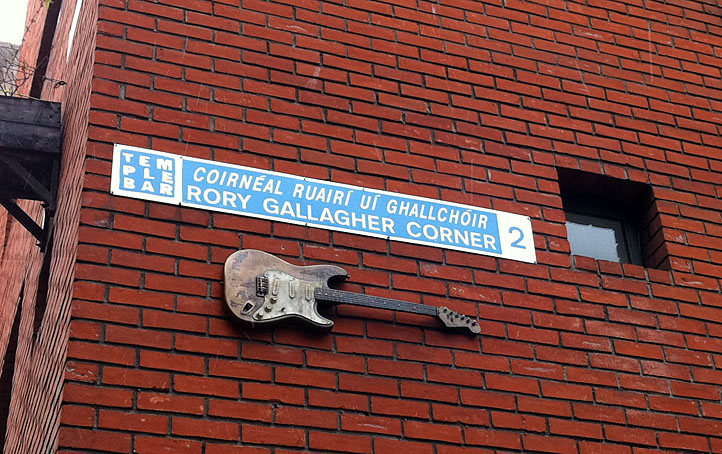 TEM
PLE
BAR
COIRNÉAL RUAIRÍ UÍ GHALLCHÓIR
RORY GALLAGHER CORNER
2